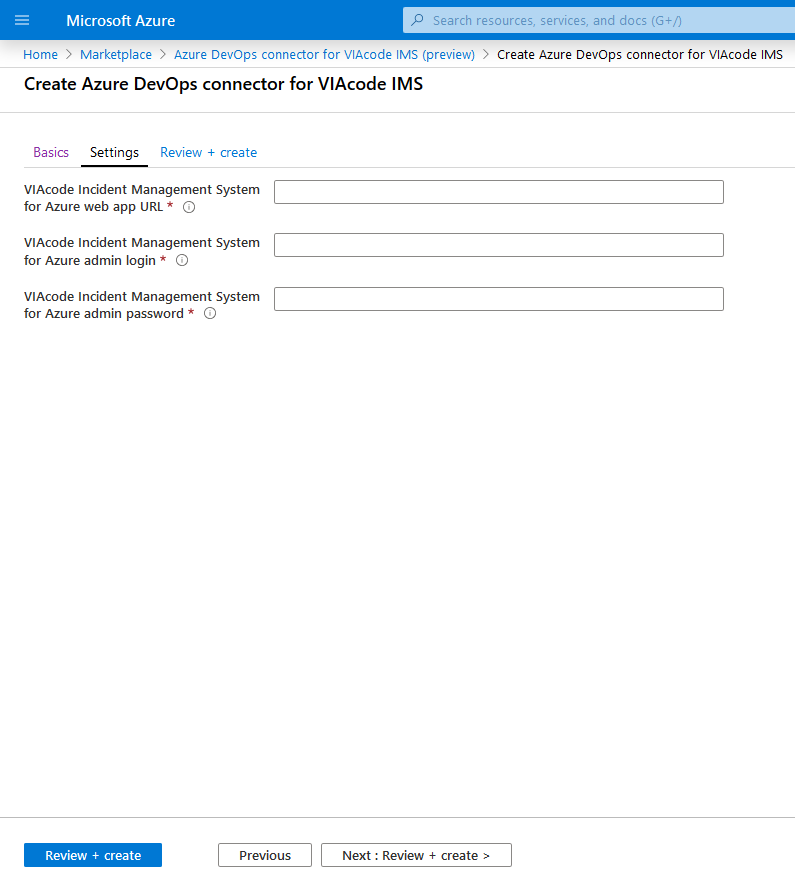 Microsoft Azure
Search resources, services, and docs (G+/)
Home > Marketplace > Azure DevOps connector for VIAcode IMS (preview) > Create Azure DevOps connector for VIAcode IMS
Create Azure DevOps connector for VIAcode IMS
Basics Settings Review + create
VIAcode Incident Management System
for Azure web app URL *
VIAcode Incident Management System
for Azure admin login *
VIAcode Incident Management System
for Azure admin password *
Review + create Previous Next : Review + create >